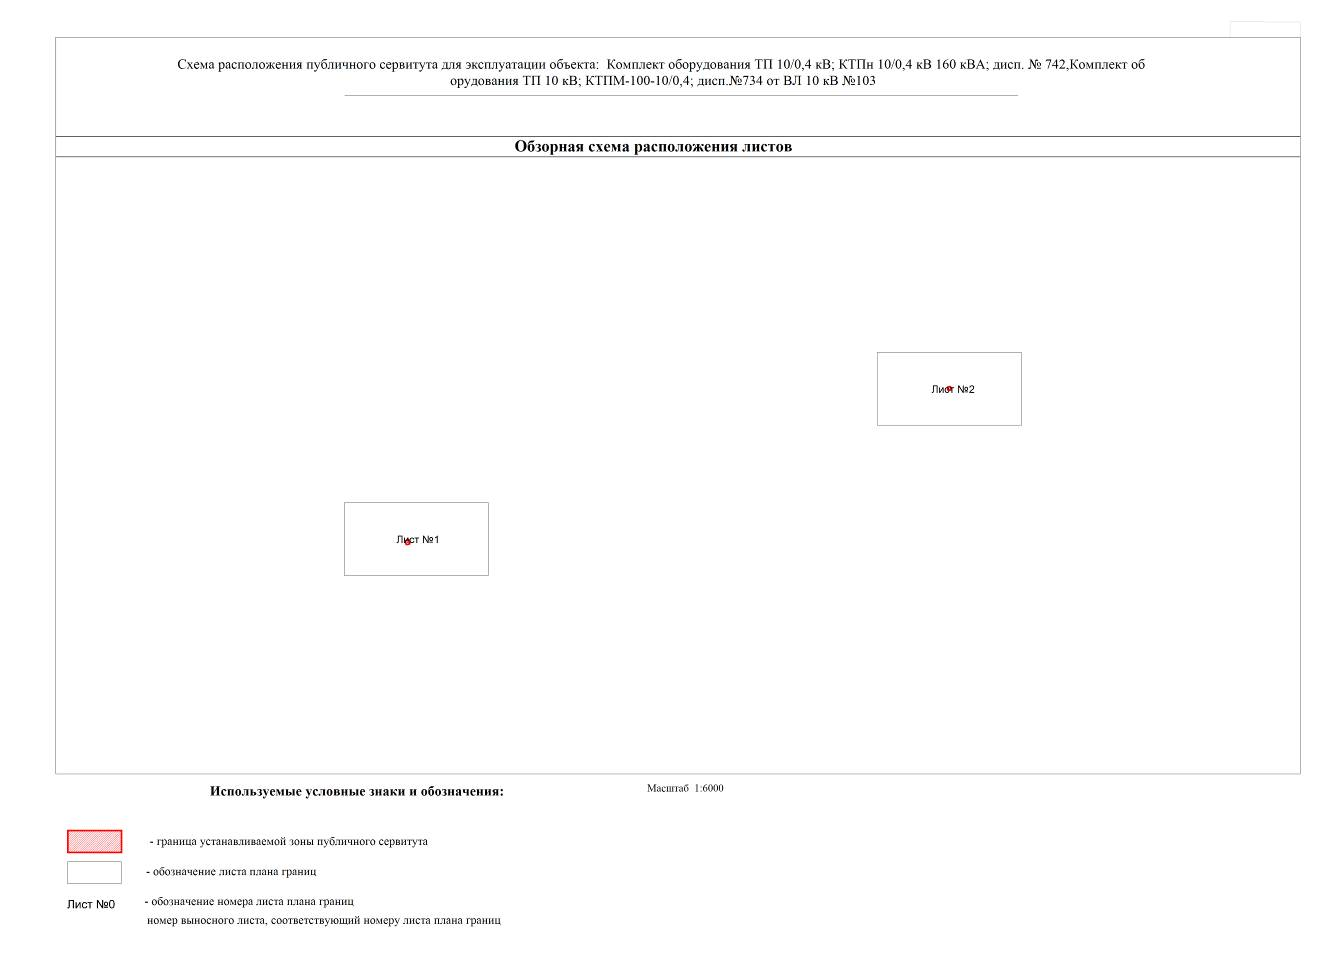 Схема расположения публичного сервитута для эксплуатации объекта: Комплект оборудования ТП 10/0,4 кВ; КТПн 10/0,4 кВ 160 кВА; дисп. № 742,Комплект об
орудования ТП 10 кВ; КТПМ-100-10/0,4; дисп.№734 от ВЛ 10 кВ №103
Обзорная схема расположения листов
Лист №2
Лист №1
Масштаб 1:6000
Используемые условные знаки и обозначения:
- граница устанавливаемой зоны публичного сервитута
- обозначение листа плана границ
Лист №0 - обозначение номера листа плана границ
номер выносного листа, соответствующий номеру листа плана границ